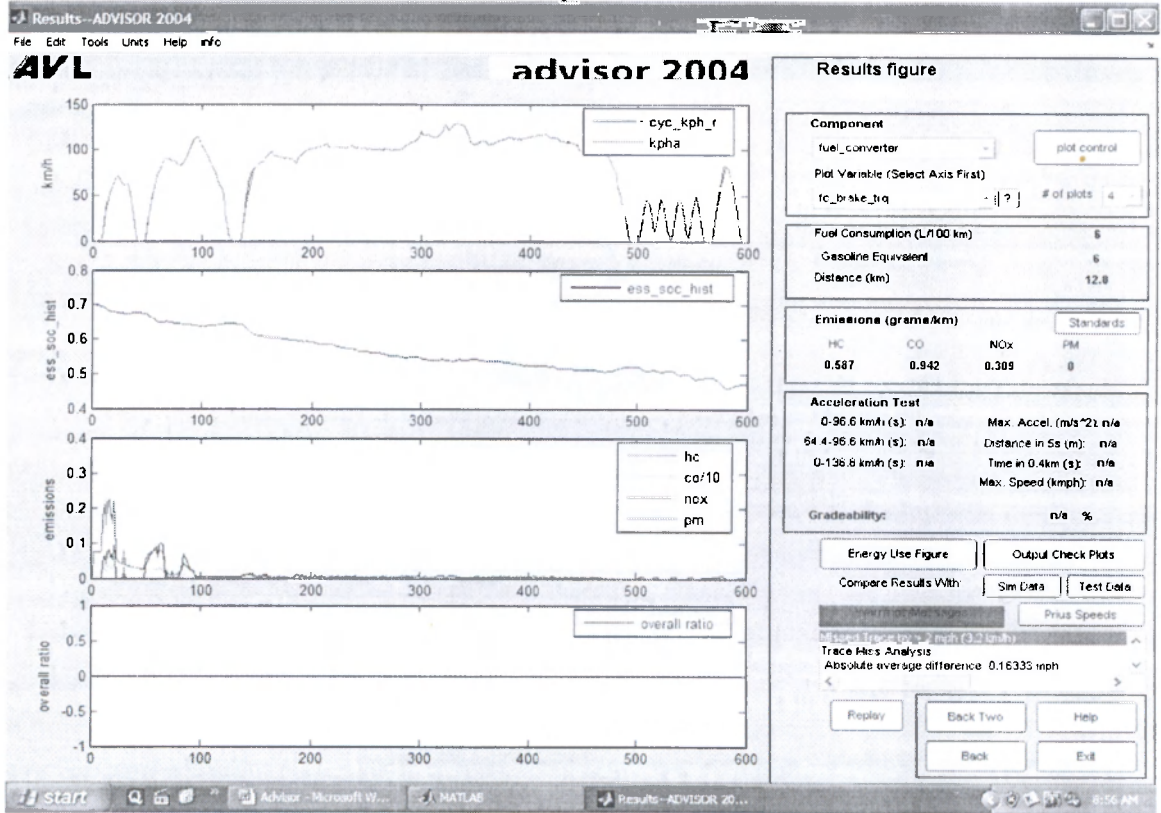 Results--ADVISOR 2004
File Edit Tools Units Help info
AVL
advisor 2004
Results figure
150
100
50
0
km/h
cyc_kph_r
kpha
0 100 200 300 400 500 600
0.8
0.7
0.6
0.5
0.4
ess_soc_hist
ess_soc_hist
0 100 200 300 400 500 600
0.4
0.3
0.2
0.1
0
emissions
hc
co/10
nox
pm
0 100 200 300 400 500 600
1
0.5
0
-0.5
-1
overall ratio
overall ratio
0 100 200 300 400 500 600
Component
fuel_converter
plot control
Plot Variable (Select Axis First)
fc_brake_trq
?
# of plots 4
Fuel Consumption (L/100 km) 6
Gasoline Equivalent 6
Distance (km) 12.8
Emissions (grams/km)
Standards
HC CO NOx PM
0.587 0.942 0.309 0
Acceleration Test
0-96.6 km/h (s): n/a Max. Accel. (m/s^2): n/a
64.4-96.6 km/h (s): n/a Distance in 5s (m): n/a
0-136.8 km/h (s): n/a Time in 0.4km (s): n/a
Max. Speed (kmph): n/a
Gradeability: n/a %
Energy Use Figure
Output Check Plots
Compare Results With:
Sim Data
Test Data
Prius Speeds
Missed Trace by > 2 mph (3.2 km/h)
Trace Miss Analysis
Absolute average difference 0.16333 mph
Replay
Back Two
Help
Back
Exit
start
Advisor - Microsoft W...
MATLAB
Results--ADVISOR 20...
8:56 AM